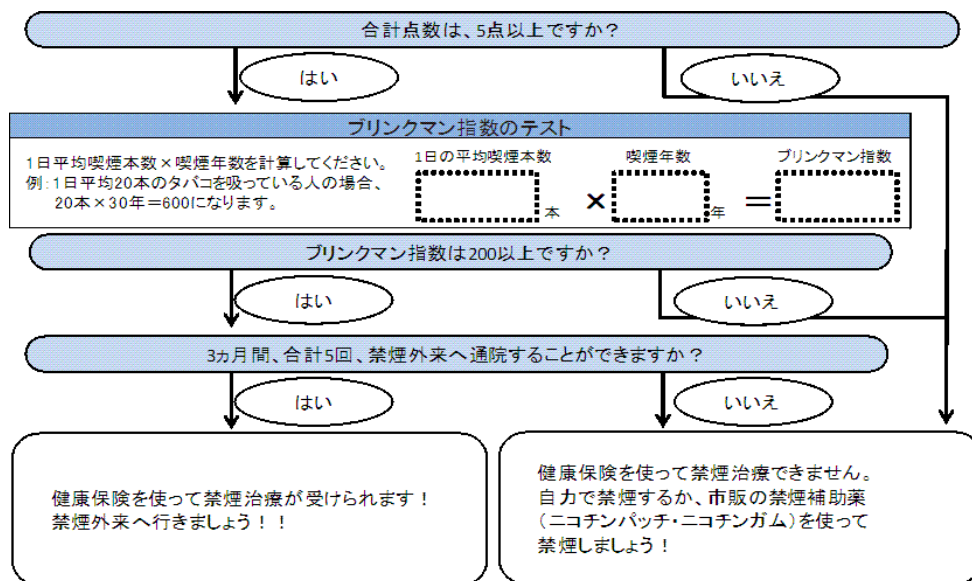 合計点数は、5点以上ですか？
はい
いいえ
ブリンクマン指数のテスト
1日平均喫煙本数×喫煙年数を計算してください。
例：1日平均20本のタバコを吸っている人の場合、
20本×30年＝600になります。
1日の平均喫煙本数
喫煙年数
ブリンクマン指数
本
×
年
＝
ブリンクマン指数は200以上ですか？
はい
いいえ
3ヵ月間、合計5回、禁煙外来へ通院することができますか？
はい
いいえ
健康保険を使って禁煙治療が受けられます！
禁煙外来へ行きましょう！！
健康保険を使って禁煙治療できません。
自力で禁煙するか、市販の禁煙補助薬
（ニコチンパッチ・ニコチンガム）を使って
禁煙しましょう！